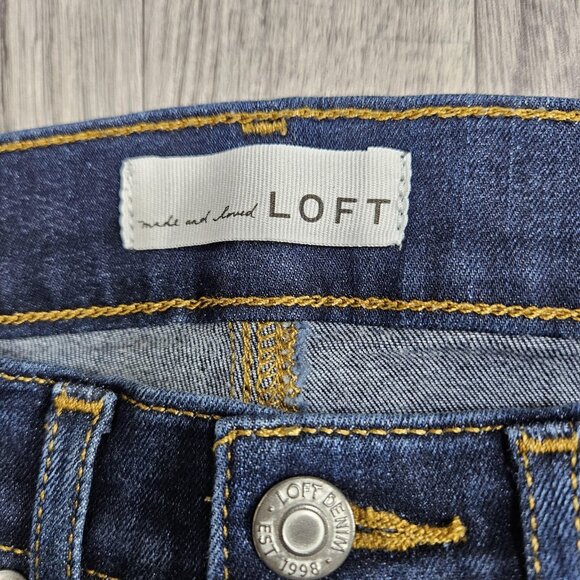 made and loved LOFT
LOFT DENIM
EST. 1998